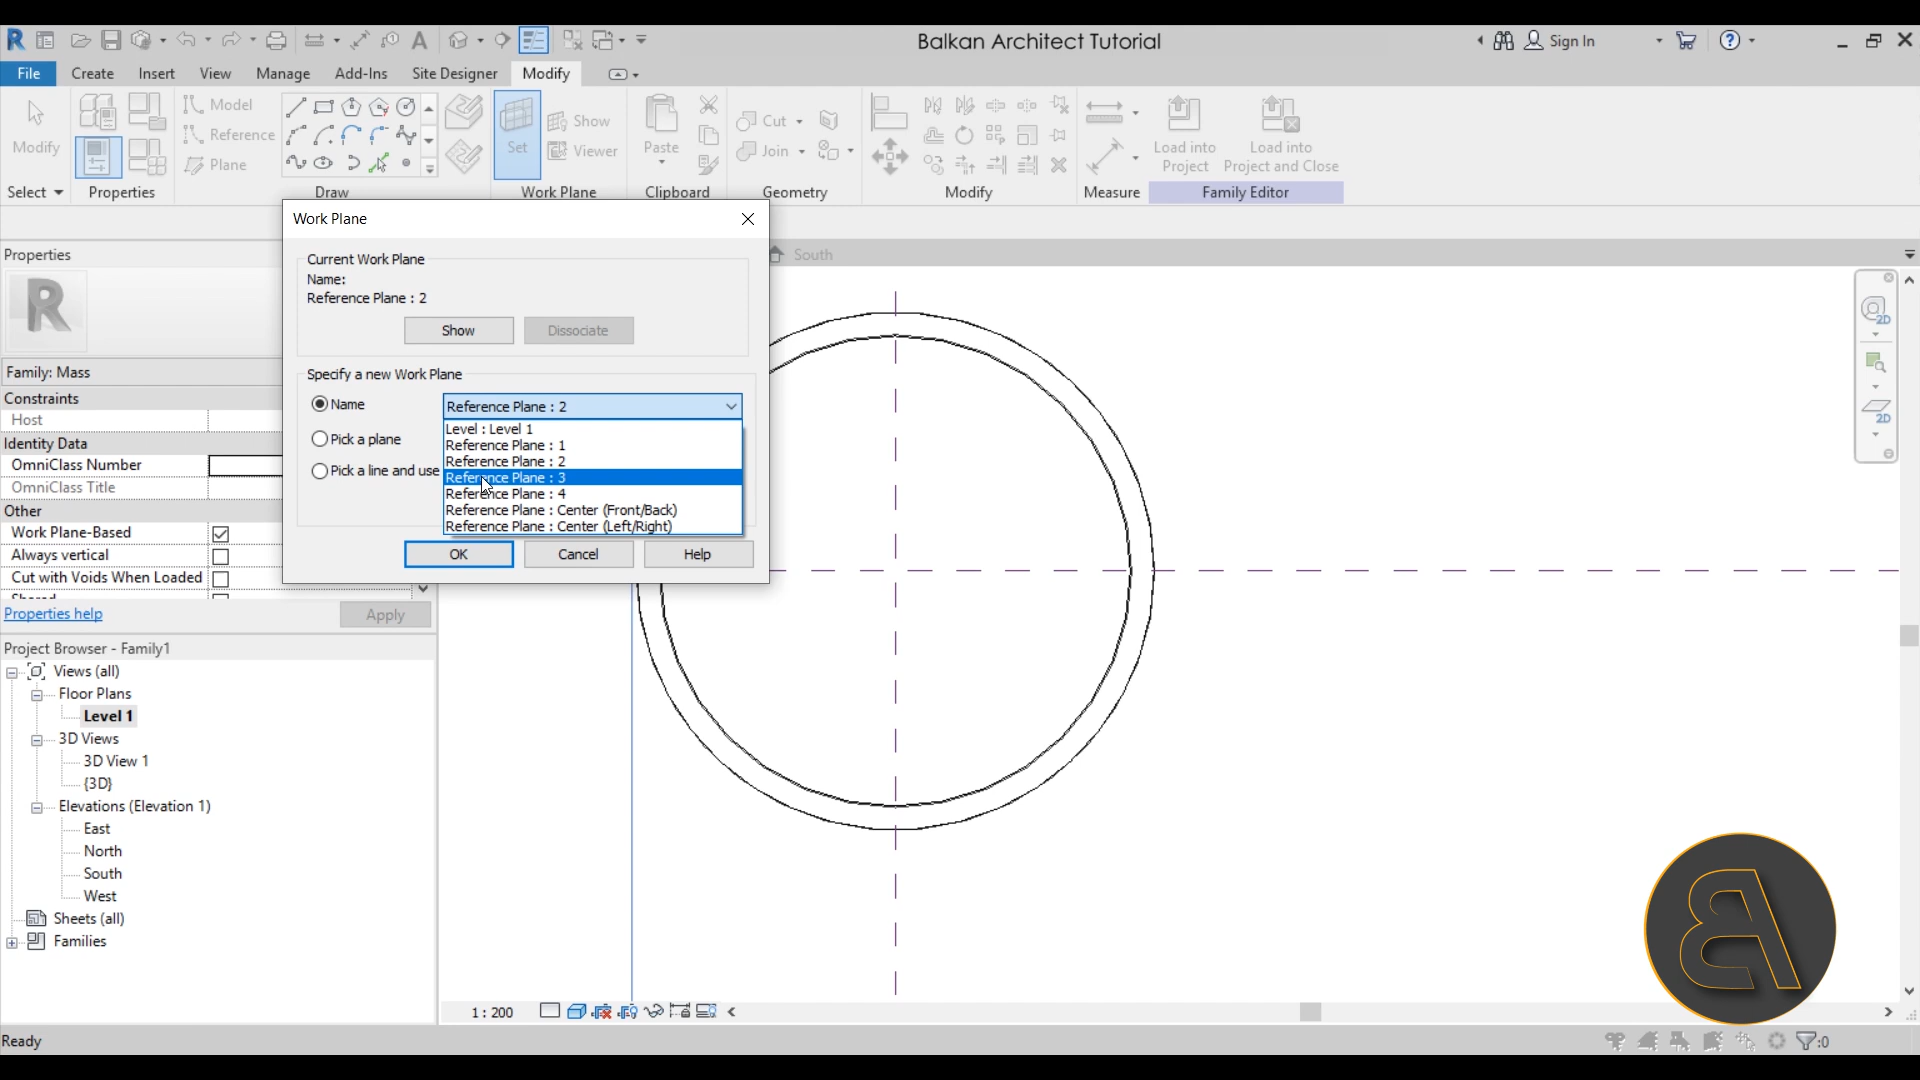 Balkan Architect Tutorial
Sign In
File
Create
Insert
View
Manage
Add-Ins
Site Designer
Modify
Modify
Model
Reference
Plane
Set
Show
Viewer
Paste
Cut
Join
Load into
Project
Load into
Project and Close
Select
Properties
Draw
Work Plane
Clipboard
Geometry
Modify
Measure
Family Editor
Work Plane
Current Work Plane
Name:
Reference Plane : 2
Show
Dissociate
Specify a new Work Plane
Name
Reference Plane : 2
Pick a plane
Pick a line and use
Level : Level 1
Reference Plane : 1
Reference Plane : 2
Reference Plane : 3
Reference Plane : 4
Reference Plane : Center (Front/Back)
Reference Plane : Center (Left/Right)
OK
Cancel
Help
South
Properties
R
Family: Mass
Constraints
Host
Identity Data
OmniClass Number
OmniClass Title
Other
Work Plane-Based
Always vertical
Cut with Voids When Loaded
Shared
Properties help
Apply
Project Browser - Family1
Views (all)
Floor Plans
Level 1
3D Views
3D View 1
{3D}
Elevations (Elevation 1)
East
North
South
West
Sheets (all)
Families
2D
2D
1 : 200
Ready
:0